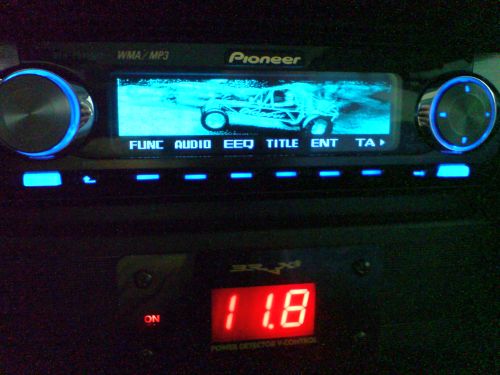 WMA/MP3 Pioneer
FUNC AUDIO EEQ TITLE ENT TA
ON
11.8
POWER DETECTOR V-CONTROL